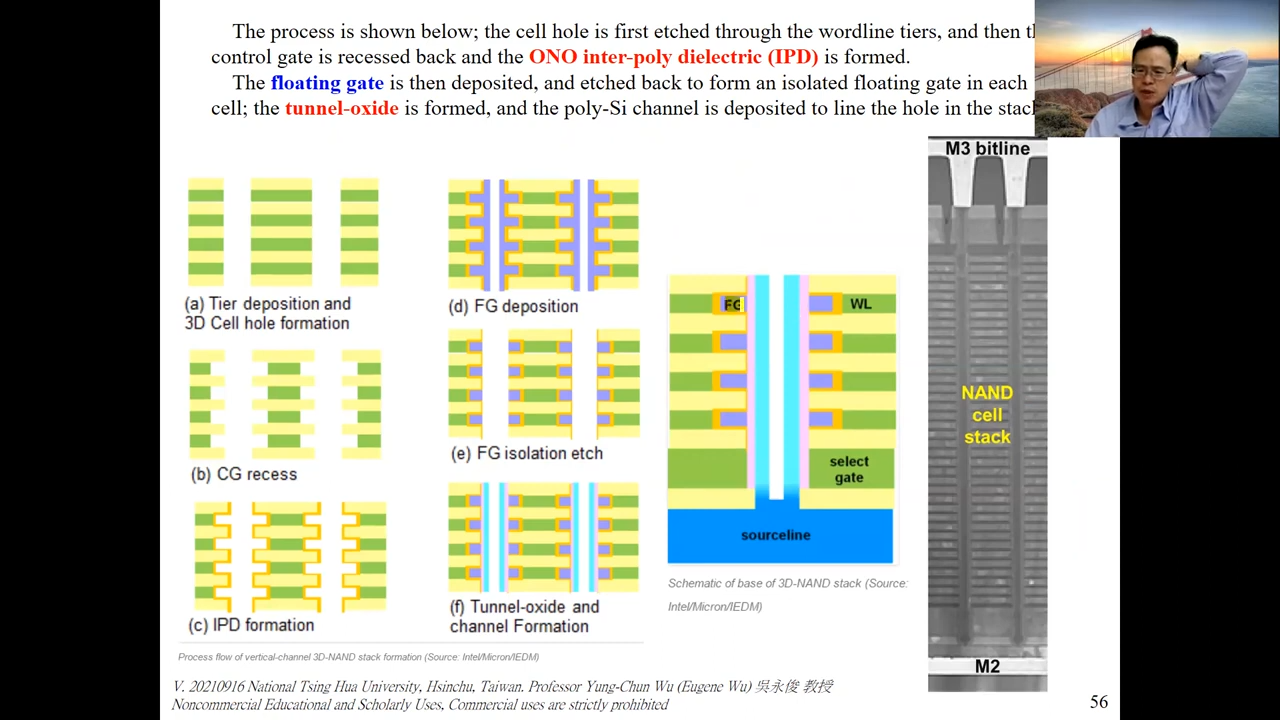 The process is shown below; the cell hole is first etched through the wordline tiers, and then
control gate is recessed back and the ONO inter-poly dielectric (IPD) is formed.
The floating gate is then deposited, and etched back to form an isolated floating gate in each
cell; the tunnel-oxide is formed, and the poly-Si channel is deposited to line the hole in the stack
(a) Tier deposition and
3D Cell hole formation
(b) CG recess
(c) IPD formation
(d) FG deposition
(e) FG isolation etch
(f) Tunnel-oxide and
channel Formation
Process flow of vertical-channel 3D-NAND stack formation (Source: Intel/Micron/IEDM)
FG
WL
select
gate
sourceline
Schematic of base of 3D-NAND stack (Source:
Intel/Micron/IEDM)
M3 bitline
NAND
cell
stack
M2
V. 20210916 National Tsing Hua University, Hsinchu, Taiwan. Professor Yung-Chun Wu (Eugene Wu) 吳永俊 教授
Noncommercial Educational and Scholarly Uses, Commercial uses are strictly prohibited
56